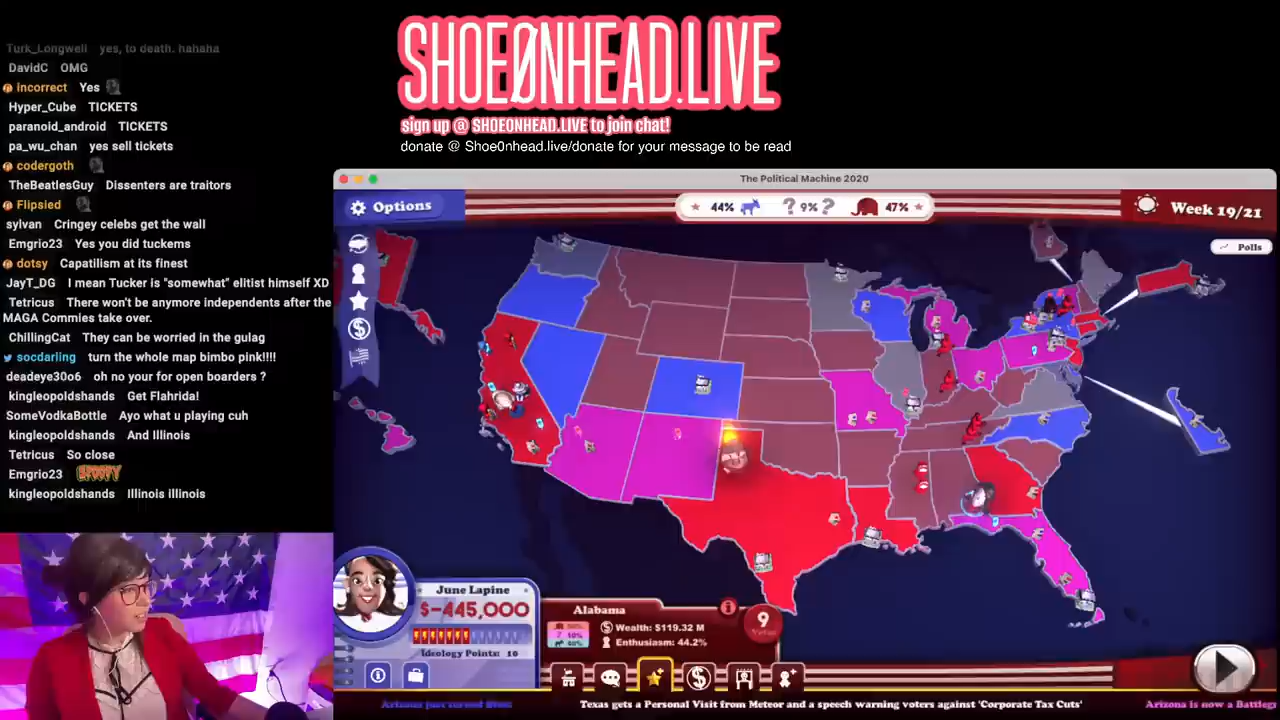 Turk_Longwell yes, to death. hahaha
DavidC OMG
incorrect Yes
Hyper_Cube TICKETS
paranoid_android TICKETS
pa_wu_chan yes sell tickets
codergoth
TheBeatlesGuy Dissenters are traitors
Flipsied
sylvan Cringey celebs get the wall
Emgrio23 Yes you did tuckems
dotsy Capatilism at its finest
JayT_DG I mean Tucker is "somewhat" elitist himself XD
Tetricus There won't be anymore independents after the
MAGA Commies take over.
ChillingCat They can be worried in the gulag
socdarling turn the whole map bimbo pink!!!!
deadeye30o6 oh no your for open boarders ?
kingleopoldshands Get Flahrida!
SomeVodkaBottle Ayo what u playing cuh
kingleopoldshands And Illinois
Tetricus So close
Emgrio23
kingleopoldshands Illinois illinois
SHOE0NHEAD.LIVE
sign up @ SHOE0NHEAD.LIVE to join chat!
donate @ Shoe0nhead.live/donate for your message to be read
The Political Machine 2020
Options
44% ? 9% ? 47%
Week 19/21
Polls
June Lapine
$-445,000
Ideology Points: 10
Alabama
Wealth: $119.32 M
Enthusiasm: 44.2%
9
Arizona just turned
Texas gets a Personal Visit from Meteor and a speech warning voters against 'Corporate Tax Cuts'
Arizona is now a Battleg